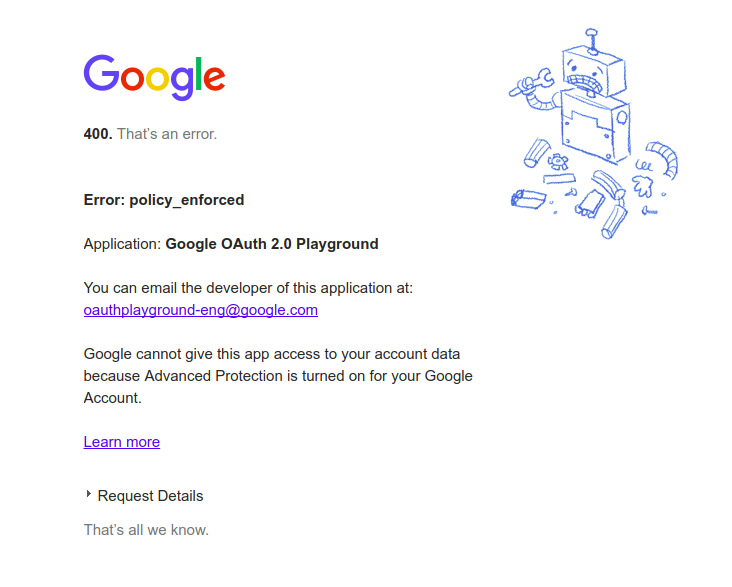 Google
400. That's an error.
Error: policy_enforced
Application: Google OAuth 2.0 Playground
You can email the developer of this application at:
oauthplayground-eng@google.com
Google cannot give this app access to your account data
because Advanced Protection is turned on for your Google
Account.
Learn more
Request Details
That's all we know.